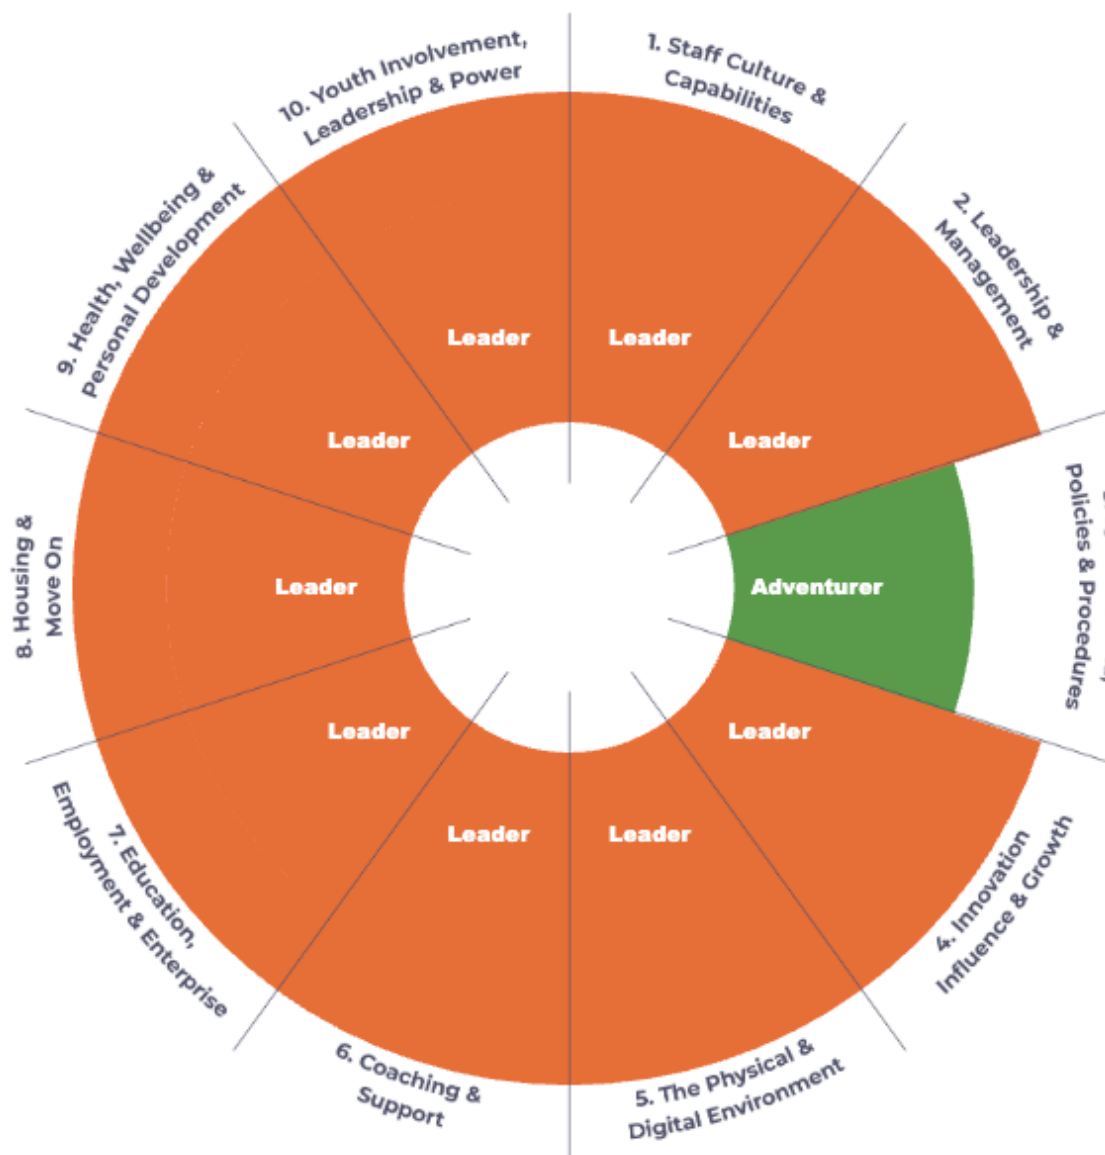 1. Staff Culture &
Capabilities
2. Leadership &
Management
Policies & Procedures
4. Innovation
Influence & Growth
5. The Physical &
Digital Environment
6. Coaching &
Support
7. Education,
Employment & Enterprise
8. Housing &
Move On
9. Health, Wellbeing &
Personal Development
10. Youth Involvement,
Leadership & Power
Leader
Leader
Adventurer
Leader
Leader
Leader
Leader
Leader
Leader
Leader